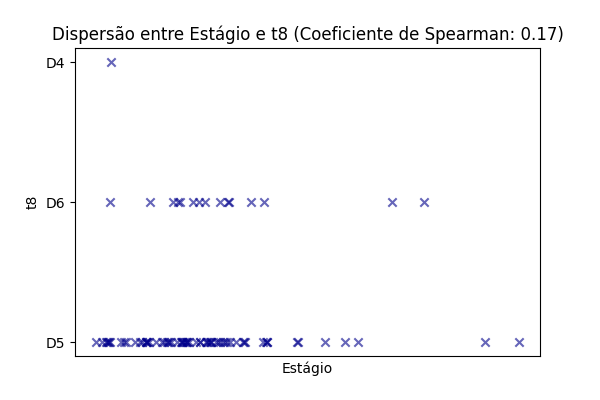 Dispersão entre Estágio e t8 (Coeficiente de Spearman: 0.17)
D4
D6
D5
t8
Estágio